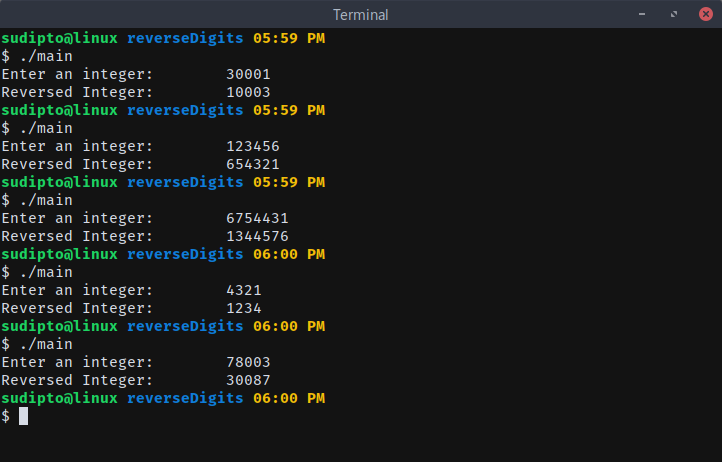 Terminal
sudipto@linux reverseDigits 05:59 PM
$ ./main
Enter an integer:        30001
Reversed Integer:        10003
sudipto@linux reverseDigits 05:59 PM
$ ./main
Enter an integer:        123456
Reversed Integer:        654321
sudipto@linux reverseDigits 05:59 PM
$ ./main
Enter an integer:        6754431
Reversed Integer:        1344576
sudipto@linux reverseDigits 06:00 PM
$ ./main
Enter an integer:        4321
Reversed Integer:        1234
sudipto@linux reverseDigits 06:00 PM
$ ./main
Enter an integer:        78003
Reversed Integer:        30087
sudipto@linux reverseDigits 06:00 PM
$